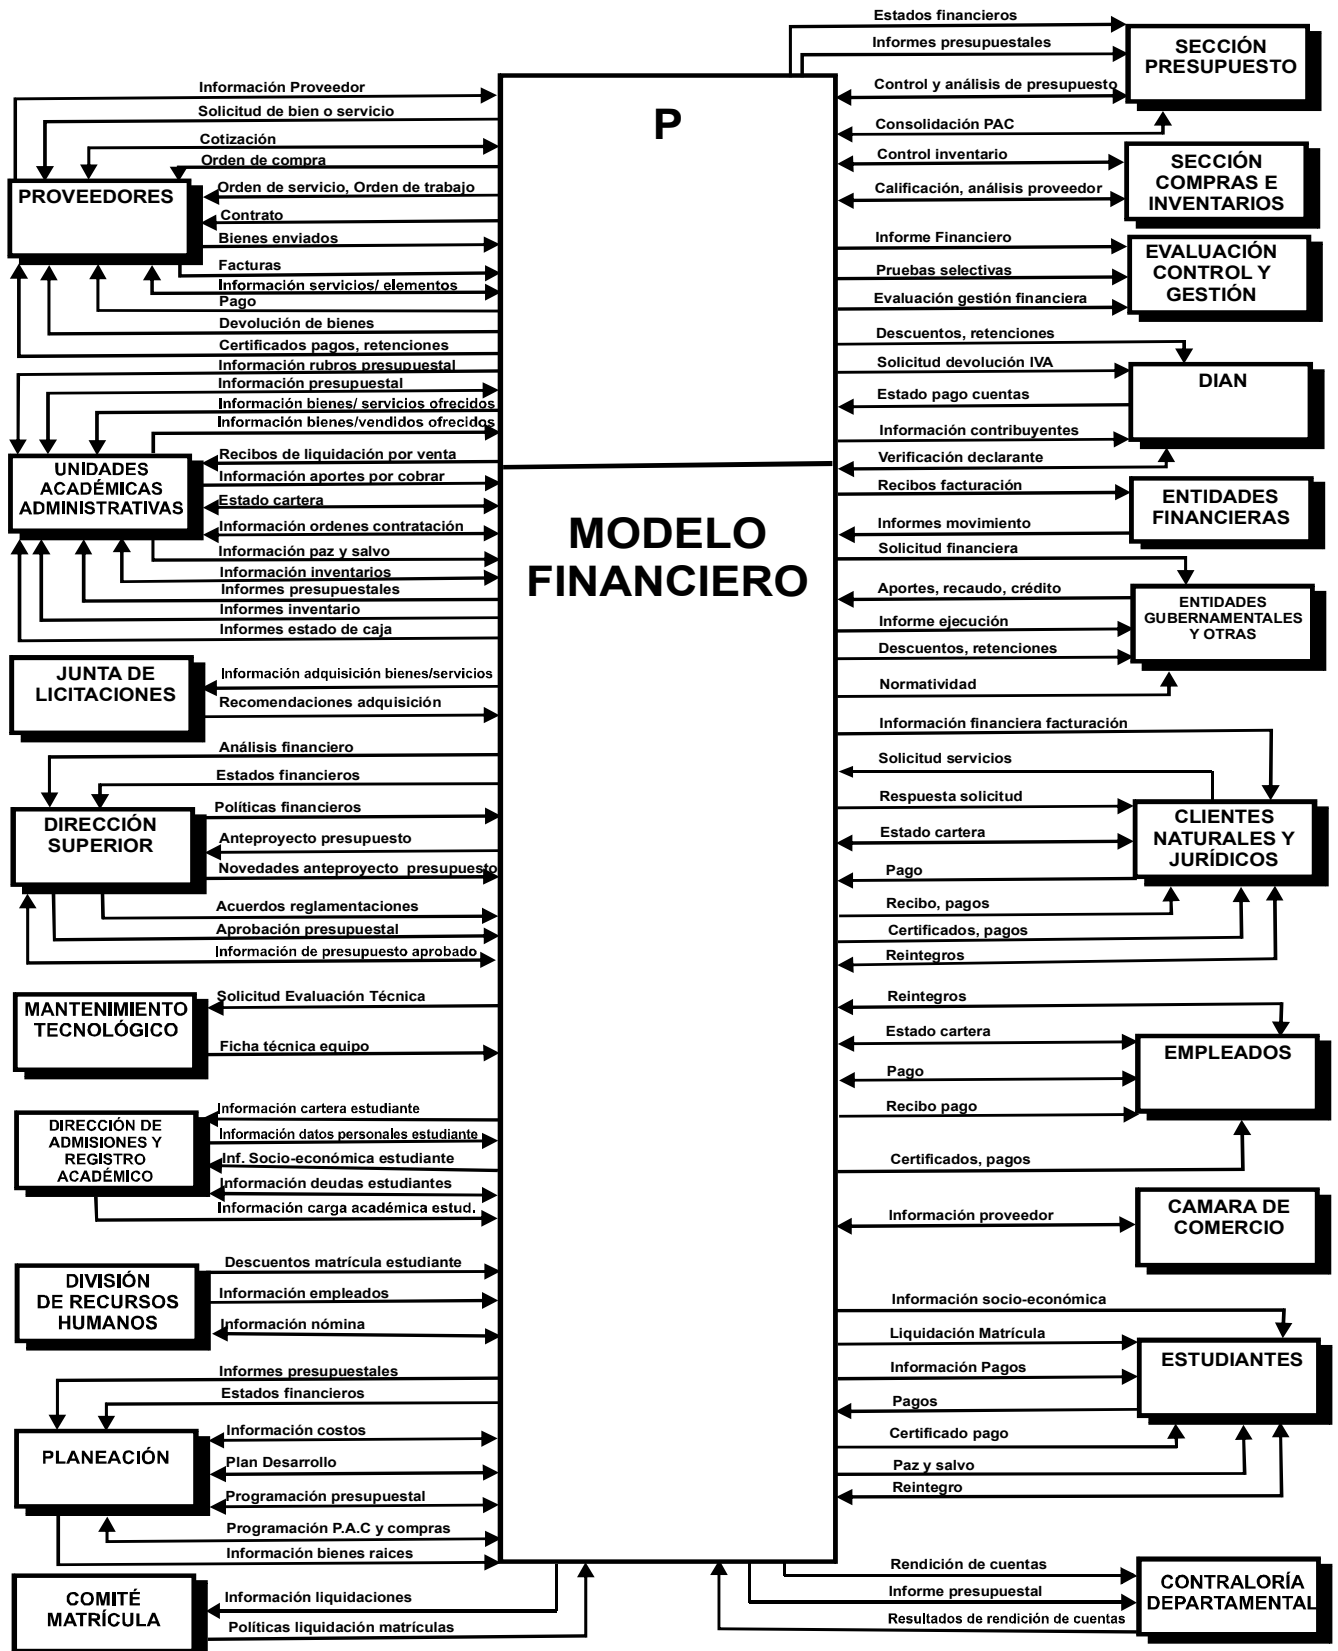 P
MODELO
FINANCIERO
Información Proveedor
Solicitud de bien o servicio
Cotización
Orden de compra
PROVEEDORES
Orden de servicio, Orden de trabajo
Contrato
Bienes enviados
Facturas
Información servicios/ elementos
Pago
Devolución de bienes
Certificados pagos, retenciones
Información rubros presupuestal
Información presupuestal
Información bienes/ servicios ofrecidos
Información bienes/vendidos ofrecidos
UNIDADES
ACADÉMICAS
ADMINISTRATIVAS
Recibos de liquidación por venta
Información aportes por cobrar
Estado cartera
Información ordenes contratación
Información paz y salvo
Información inventarios
Informes presupuestales
Informes inventario
Informes estado de caja
JUNTA DE
LICITACIONES
Información adquisición bienes/servicios
Recomendaciones adquisición
Análisis financiero
Estados financieros
Políticas financieros
DIRECCIÓN
SUPERIOR
Anteproyecto presupuesto
Novedades anteproyecto presupuesto
Acuerdos reglamentaciones
Aprobación presupuestal
Información de presupuesto aprobado
Solicitud Evaluación Técnica
MANTENIMIENTO
TECNOLÓGICO
Ficha técnica equipo
Información cartera estudiante
DIRECCIÓN DE
ADMISIONES Y
REGISTRO
ACADÉMICO
Información datos personales estudiante
Inf. Socio-económica estudiante
Información deudas estudiantes
Información carga académica estud.
Descuentos matrícula estudiante
DIVISIÓN
DE RECURSOS
HUMANOS
Información empleados
Información nómina
Informes presupuestales
Estados financieros
Información costos
PLANEACIÓN
Plan Desarrollo
Programación presupuestal
Programación P.A.C y compras
Información bienes raices
COMITÉ
MATRÍCULA
Información liquidaciones
Políticas liquidación matrículas
Estados financieros
Informes presupuestales
SECCIÓN
PRESUPUESTO
Control y análisis de presupuesto
Consolidación PAC
Control inventario
SECCIÓN
COMPRAS E
INVENTARIOS
Calificación, análisis proveedor
Informe Financiero
EVALUACIÓN
CONTROL Y
GESTIÓN
Pruebas selectivas
Evaluación gestión financiera
Descuentos, retenciones
Solicitud devolución IVA
DIAN
Estado pago cuentas
Información contribuyentes
Verificación declarante
Recibos facturación
ENTIDADES
FINANCIERAS
Informes movimiento
Solicitud financiera
Aportes, recaudo, crédito
ENTIDADES
GUBERNAMENTALES
Y OTRAS
Informe ejecución
Descuentos, retenciones
Normatividad
Información financiera facturación
Solicitud servicios
Respuesta solicitud
CLIENTES
NATURALES Y
JURÍDICOS
Estado cartera
Pago
Recibo, pagos
Certificados, pagos
Reintegros
Reintegros
Estado cartera
EMPLEADOS
Pago
Recibo pago
Certificados, pagos
CAMARA DE
COMERCIO
Información proveedor
Información socio-económica
Liquidación Matrícula
ESTUDIANTES
Información Pagos
Pagos
Certificado pago
Paz y salvo
Reintegro
Rendición de cuentas
CONTRALORÍA
DEPARTAMENTAL
Informe presupuestal
Resultados de rendición de cuentas